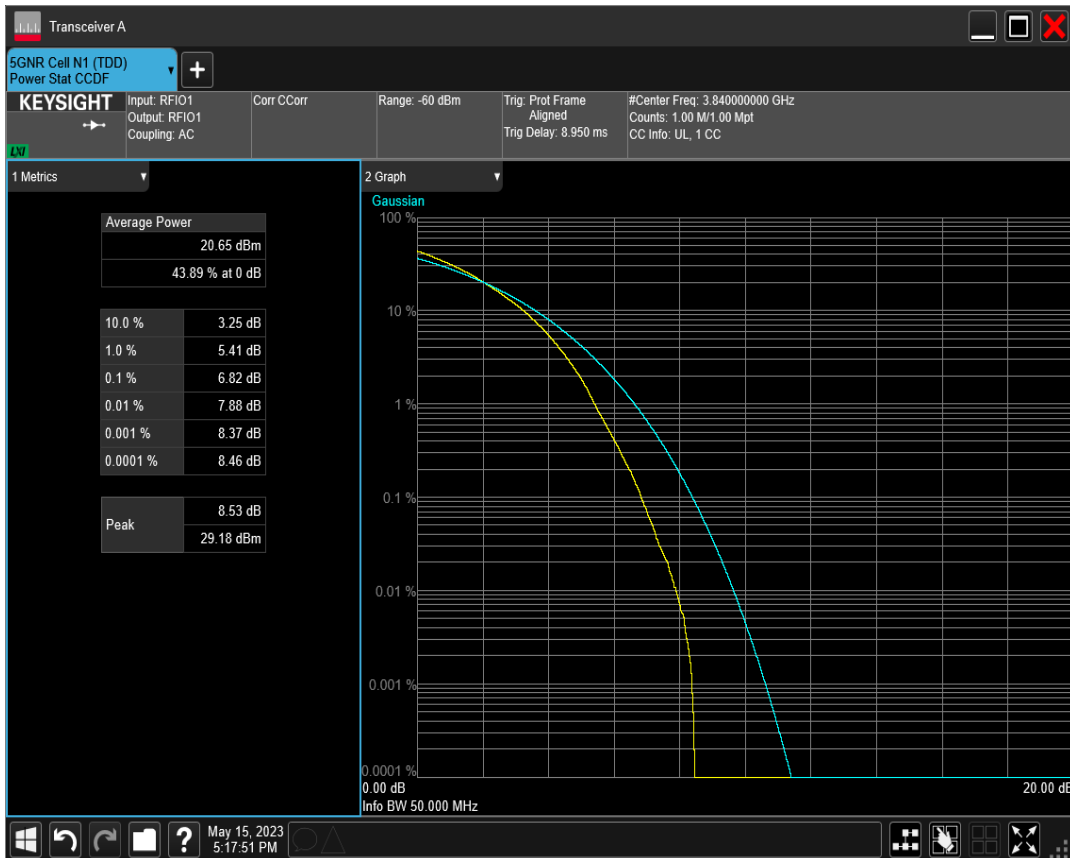 Transceiver A
5GNR Cell N1 (TDD)
Power Stat CCDF
+
KEYSIGHT
LXI
Input: RFIO1
Output: RFIO1
Coupling: AC
Corr CCorr
Range: -60 dBm
Trig: Prot Frame
Aligned
Trig Delay: 8.950 ms
#Center Freq: 3.840000000 GHz
Counts: 1.00 M/1.00 Mpt
CC Info: UL, 1 CC
1 Metrics
Average Power
20.65 dBm
43.89 % at 0 dB
10.0 % 3.25 dB
1.0 % 5.41 dB
0.1 % 6.82 dB
0.01 % 7.88 dB
0.001 % 8.37 dB
0.0001 % 8.46 dB
Peak 8.53 dB
29.18 dBm
2 Graph
Gaussian
100 %
10 %
1 %
0.1 %
0.01 %
0.001 %
0.0001 %
0.00 dB 20.00 dB
Info BW 50.000 MHz
? May 15, 2023
5:17:51 PM